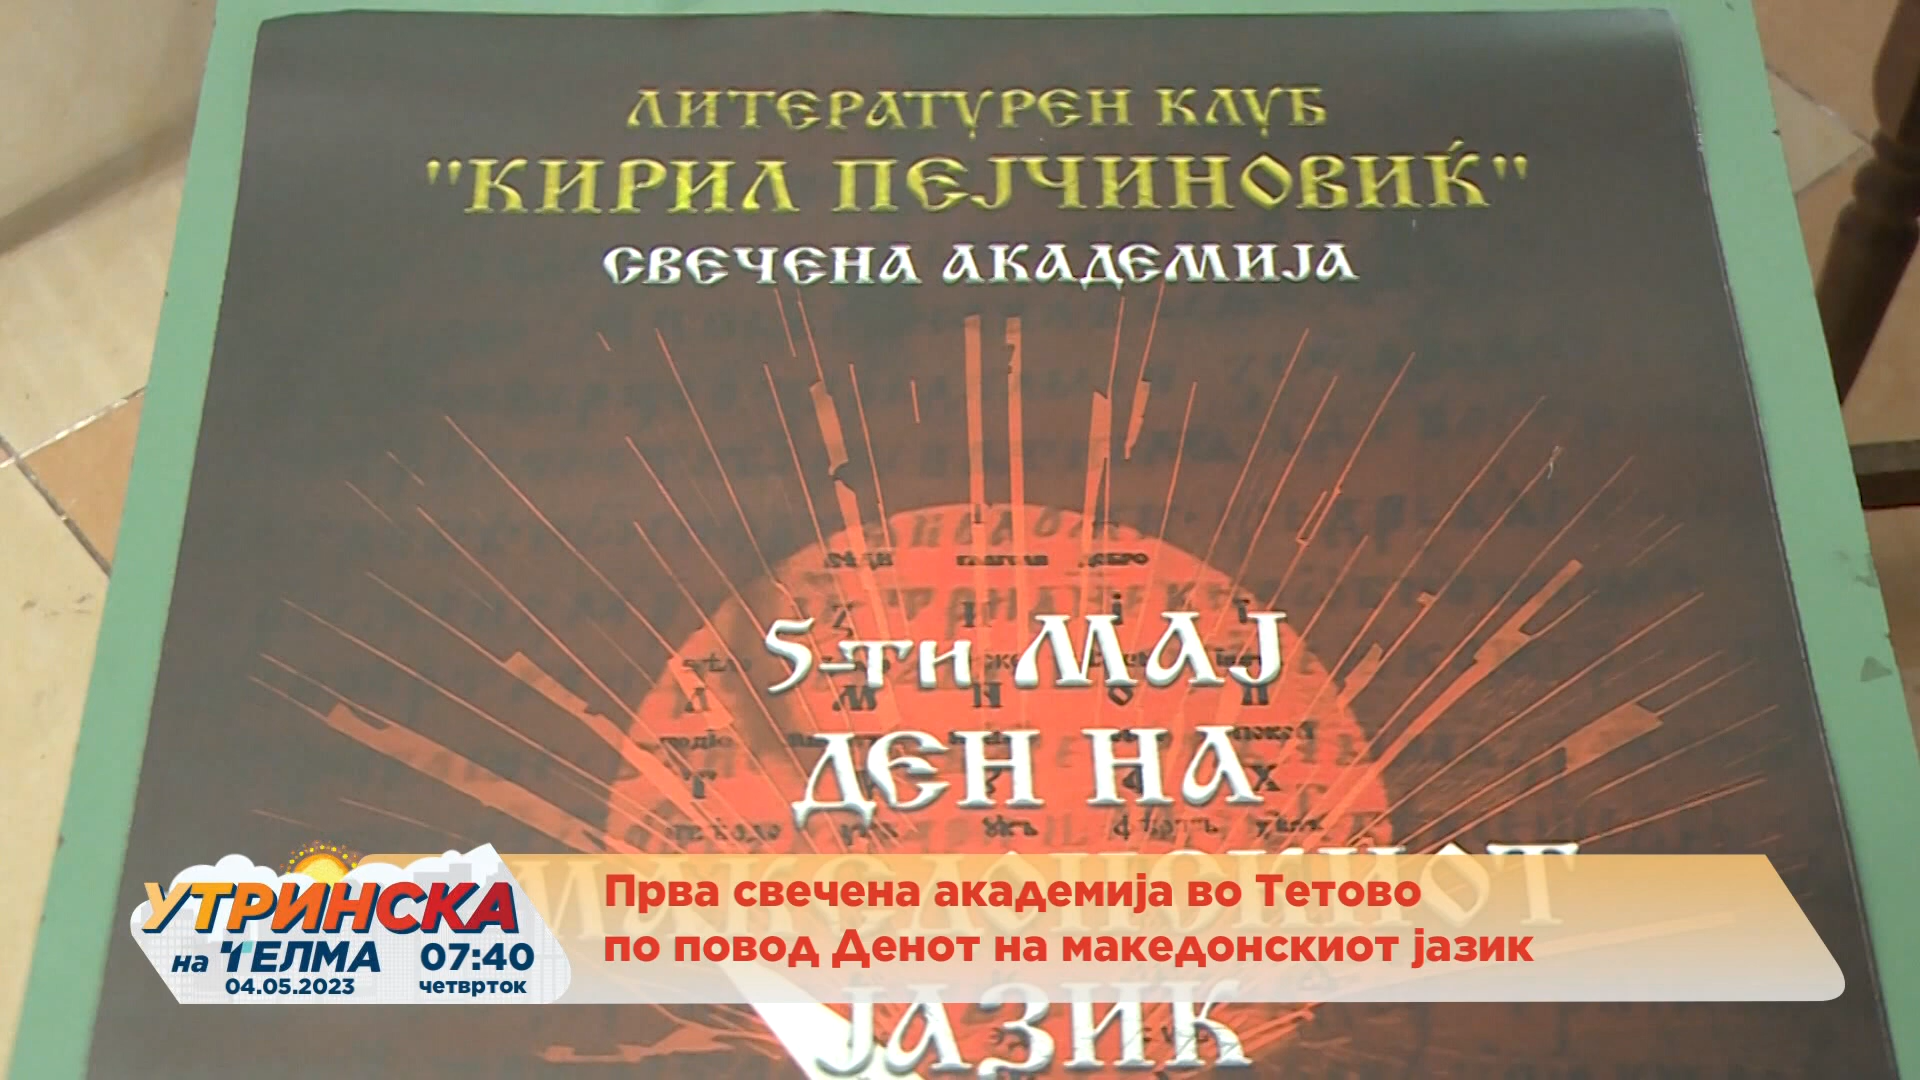 ЛИТЕРАТУРЕН КЛУБ
"КИРИЛ ПЕЈЧИНОВИЌ"
СВЕЧЕНА АКАДЕМИЈА
5-ти МАЈ
ДЕН НА
МАКЕДОНСКИОТ
ЈАЗИК
УТРИНСКА
на ТЕЛМА
07:40
04.05.2023
четврток
Прва свечена академија во Тетово
по повод Денот на македонскиот јазик